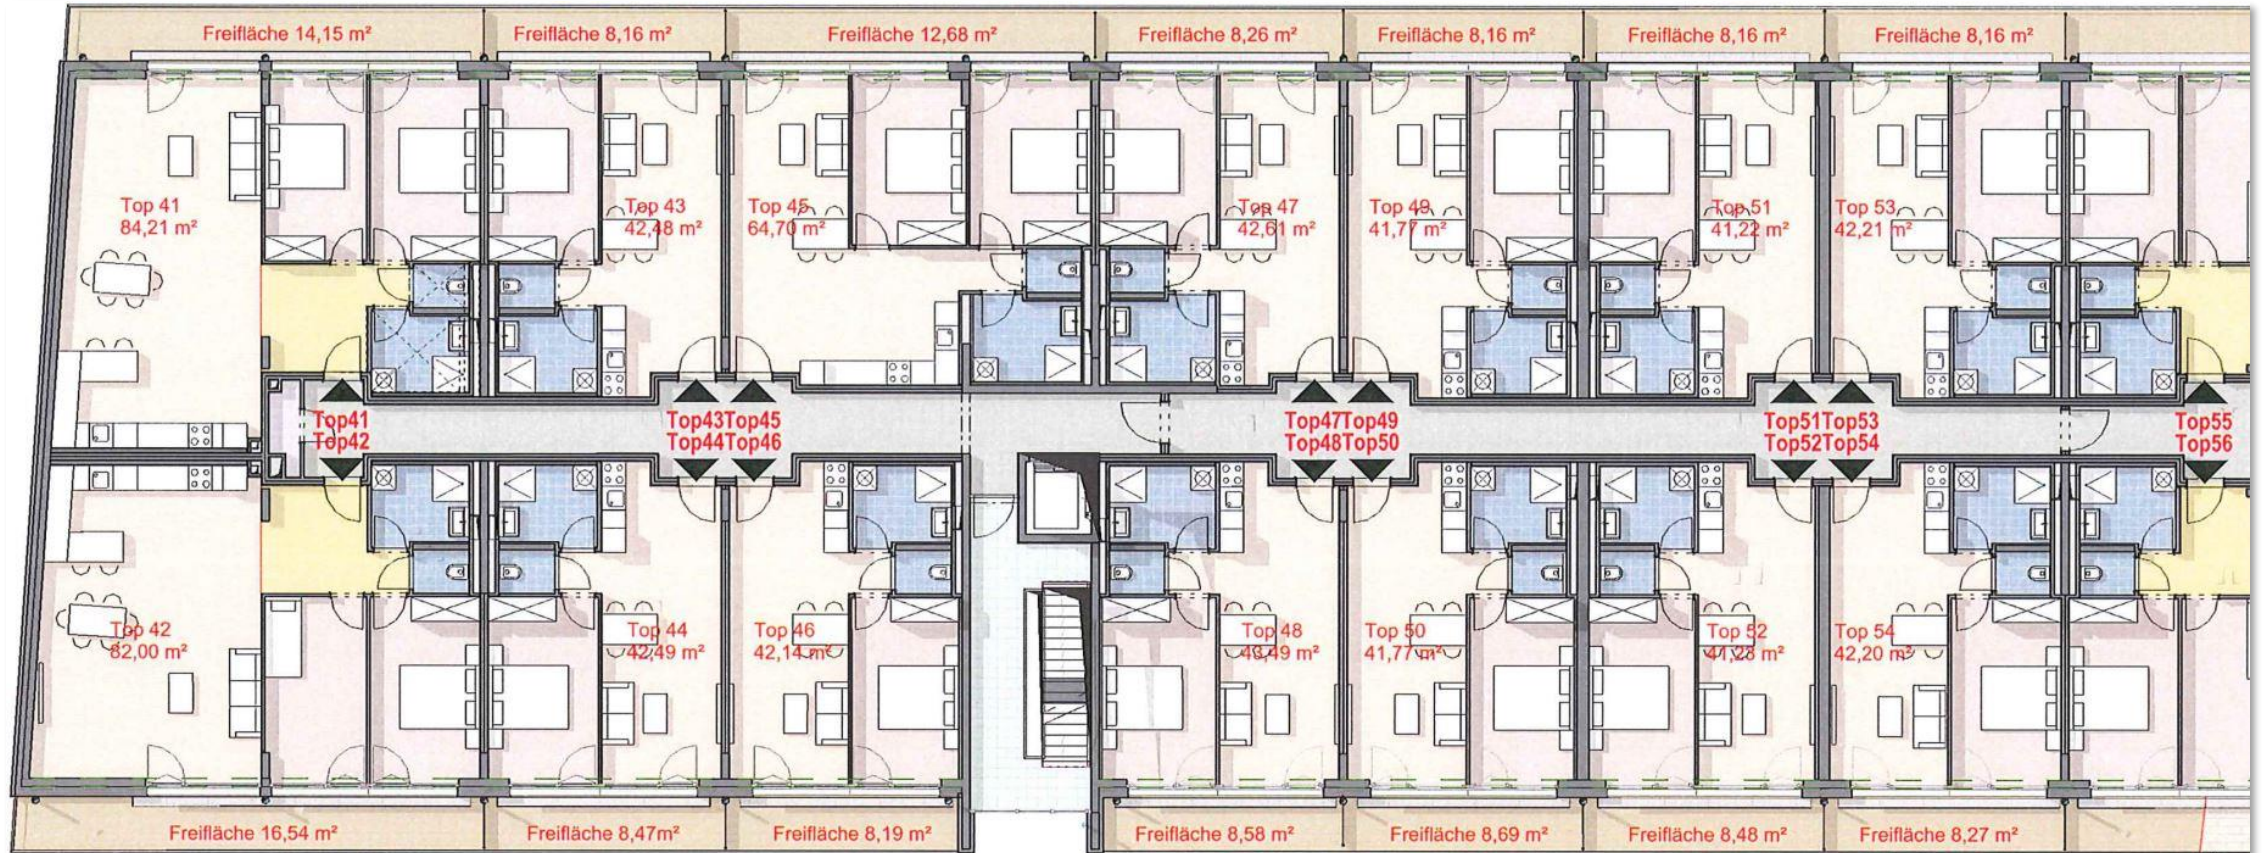 Freifläche 14,15 m²
Freifläche 8,16 m²
Freifläche 12,68 m²
Freifläche 8,26 m²
Freifläche 8,16 m²
Freifläche 8,16 m²
Freifläche 8,16 m²
Top 41
84,21 m²
Top 43
42,48 m²
Top 45
64,70 m²
Top 47
42,61 m²
Top 49
41,77 m²
Top 51
41,22 m²
Top 53
42,21 m²
Top41
Top42
Top43Top45
Top44Top46
Top47Top49
Top48Top50
Top51Top53
Top52Top54
Top55
Top56
Top 42
82,00 m²
Top 44
42,49 m²
Top 46
42,14 m²
Top 48
43,49 m²
Top 50
41,77 m²
Top 52
41,23 m²
Top 54
42,20 m²
Freifläche 16,54 m²
Freifläche 8,47m²
Freifläche 8,19 m²
Freifläche 8,58 m²
Freifläche 8,69 m²
Freifläche 8,48 m²
Freifläche 8,27 m²